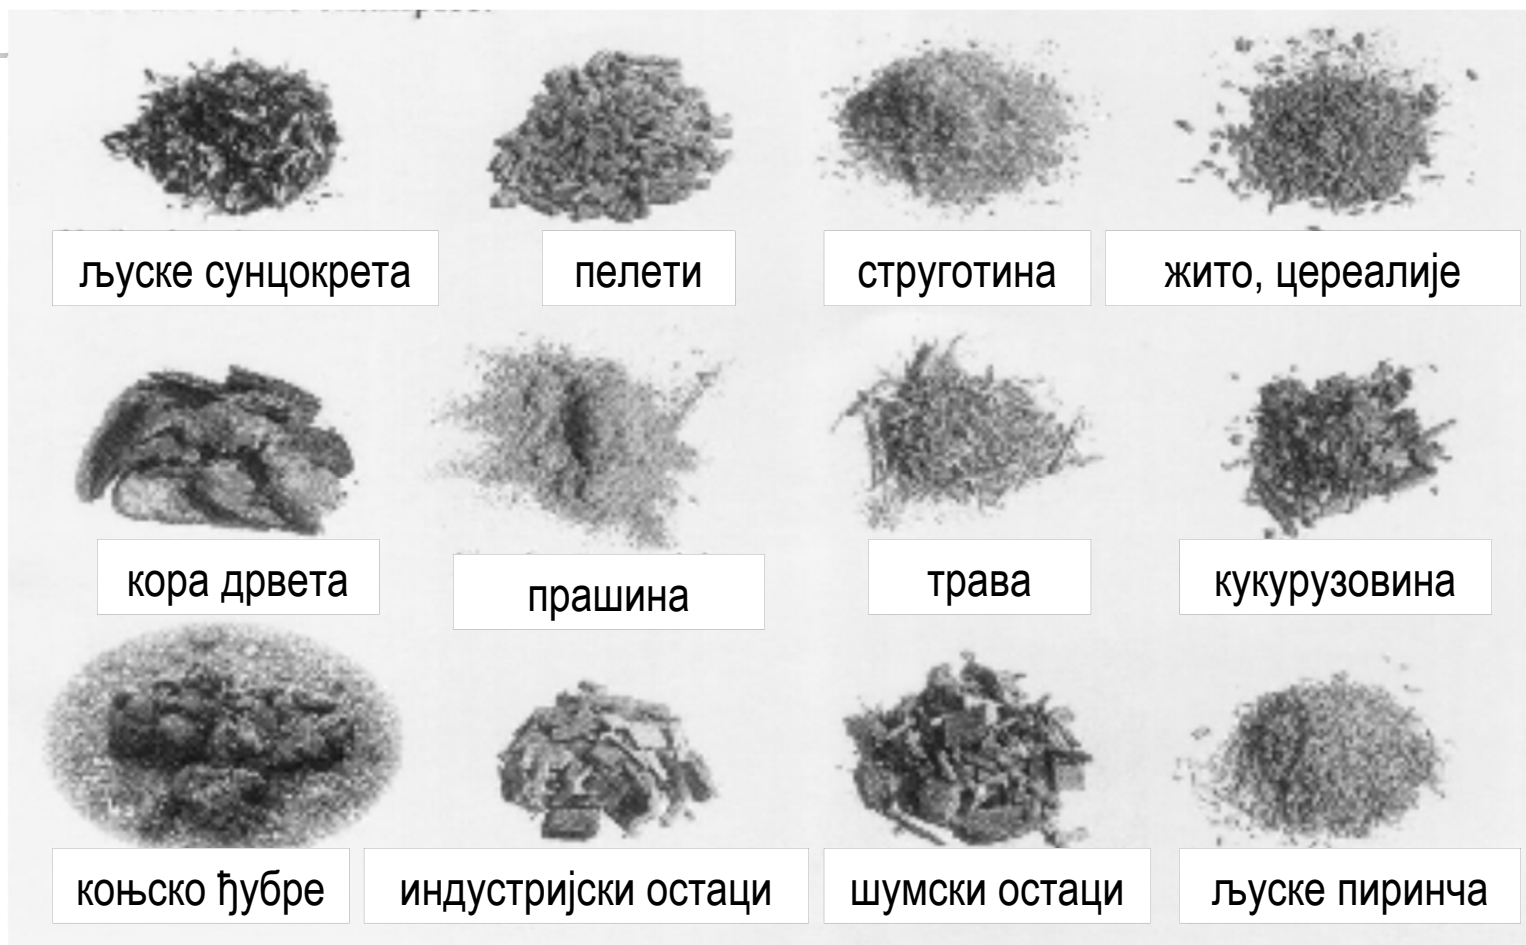 љуске сунцокрета
пелети
струготина
жито, цереалије
кора дрвета
прашина
трава
кукурузовина
коњско ђубре
индустријски остаци
шумски остаци
љуске пиринча